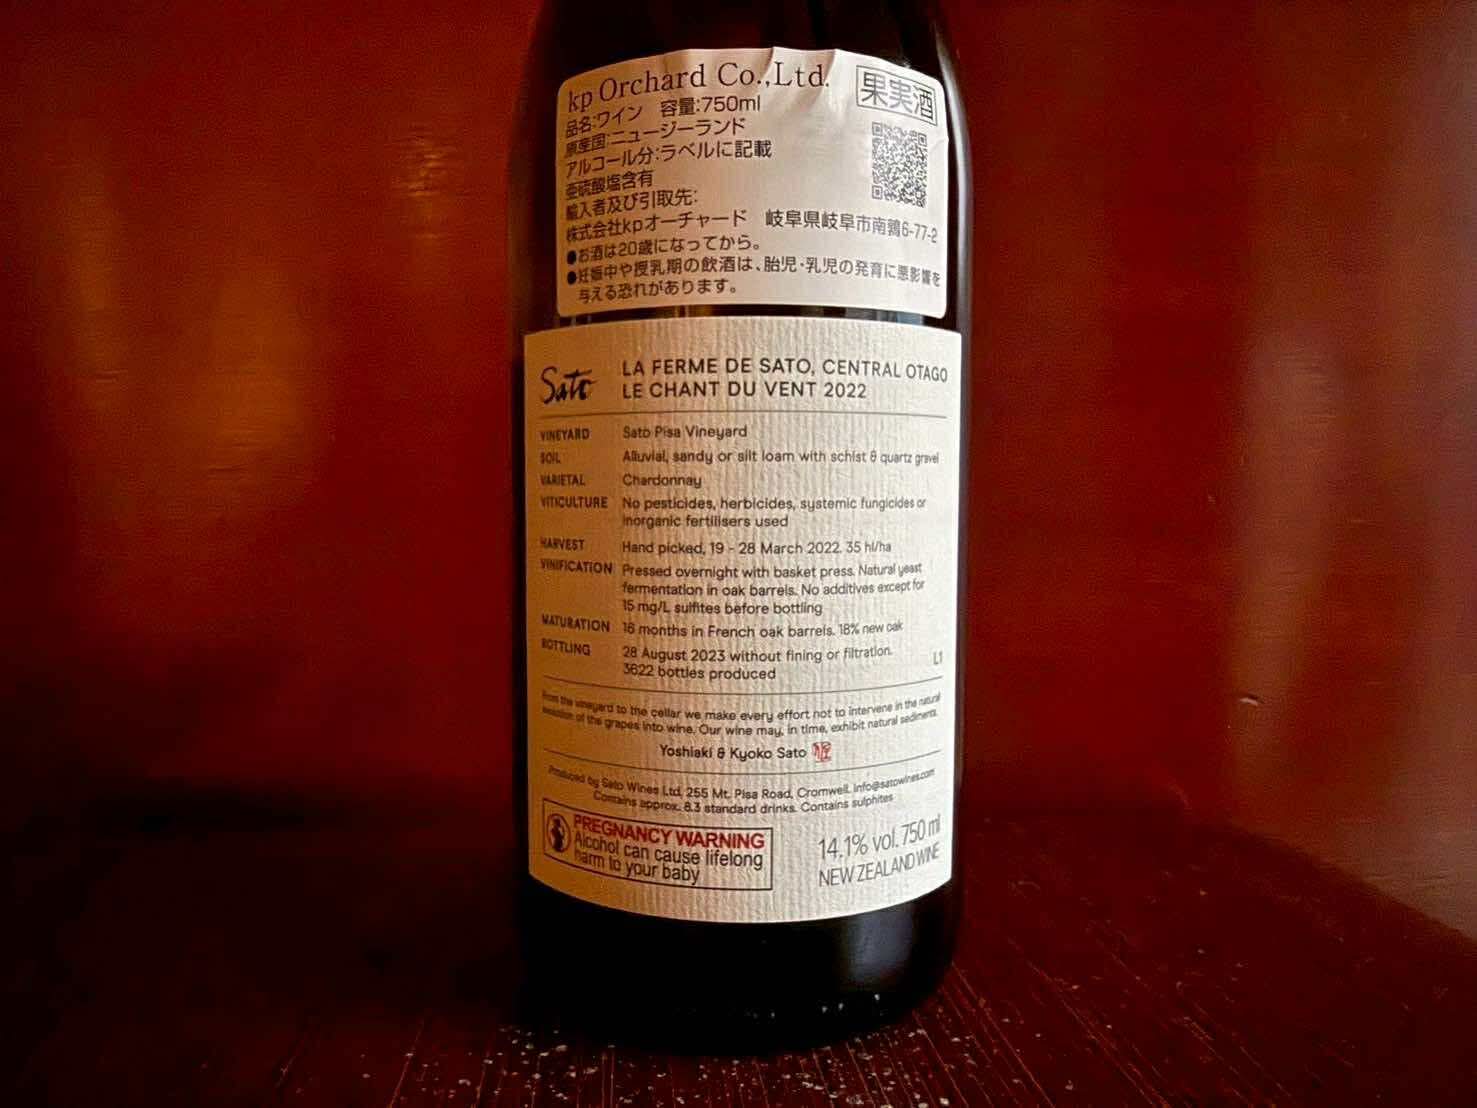 kp Orchard Co.,Ltd.
果実酒
品名:ワイン 容量:750ml
原産国:ニュージーランド
アルコール分:ラベルに記載
亜硫酸塩含有
輸入者及び引取先:
株式会社kpオーチャード 岐阜県岐阜市南鶉6-77-2
●お酒は20歳になってから。
●妊娠中や授乳期の飲酒は、胎児・乳児の発育に悪影響を
与える恐れがあります。
Sato
LA FERME DE SATO, CENTRAL OTAGO
LE CHANT DU VENT 2022
VINEYARD Sato Pisa Vineyard
SOIL Alluvial, sandy or silt loam with schist & quartz gravel
VARIETAL Chardonnay
VITICULTURE No pesticides, herbicides, systemic fungicides or
inorganic fertilisers used
HARVEST Hand picked, 19 - 28 March 2022. 35 hl/ha
VINIFICATION Pressed overnight with basket press. Natural yeast
fermentation in oak barrels. No additives except for
15 mg/L sulfites before bottling
MATURATION 16 months in French oak barrels. 18% new oak
BOTTLING 28 August 2023 without fining or filtration.
3622 bottles produced
L1
From the vineyard to the cellar we make every effort not to intervene in the natural
of the grapes into wine. Our wine may, in time, exhibit natural sediments.
Yoshiaki & Kyoko Sato
Produced by Sato Wines Ltd, 255 Mt. Pisa Road, Cromwell. info@satowines.com
Contains approx. 8.3 standard drinks. Contains sulphites
PREGNANCY WARNING
Alcohol can cause lifelong
harm to your baby
14.1% vol. 750 ml
NEW ZEALAND WINE